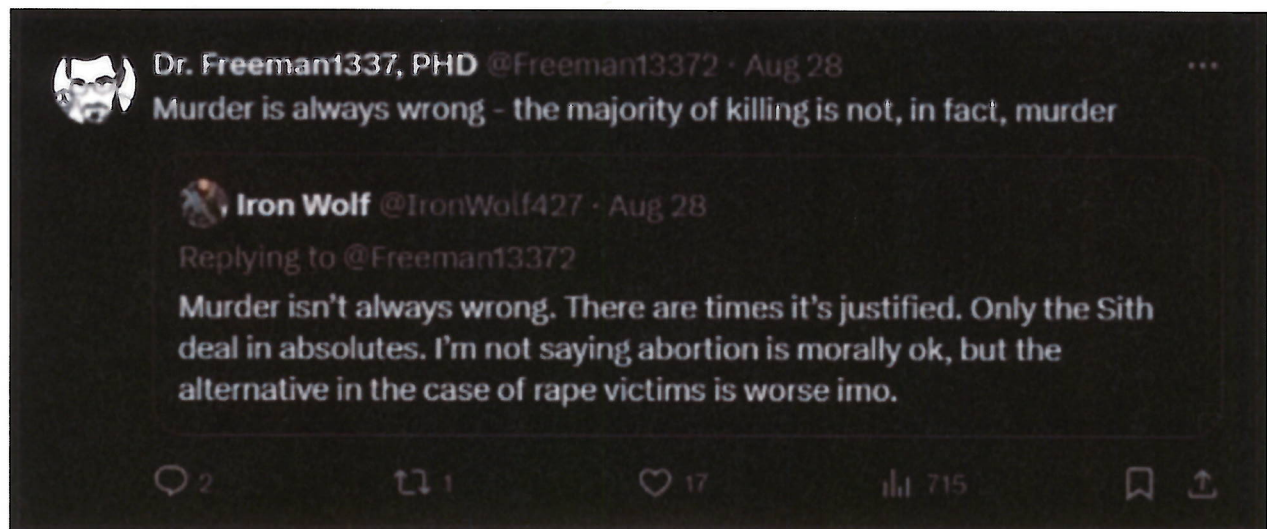 Dr. Freeman1337, PHD @Freeman13372 · Aug 28
Murder is always wrong - the majority of killing is not, in fact, murder
Iron Wolf @IronWolf427 · Aug 28
Replying to @Freeman13372
Murder isn't always wrong. There are times it's justified. Only the Sith
deal in absolutes. I'm not saying abortion is morally ok, but the
alternative in the case of rape victims is worse imo.
2 1 17 715